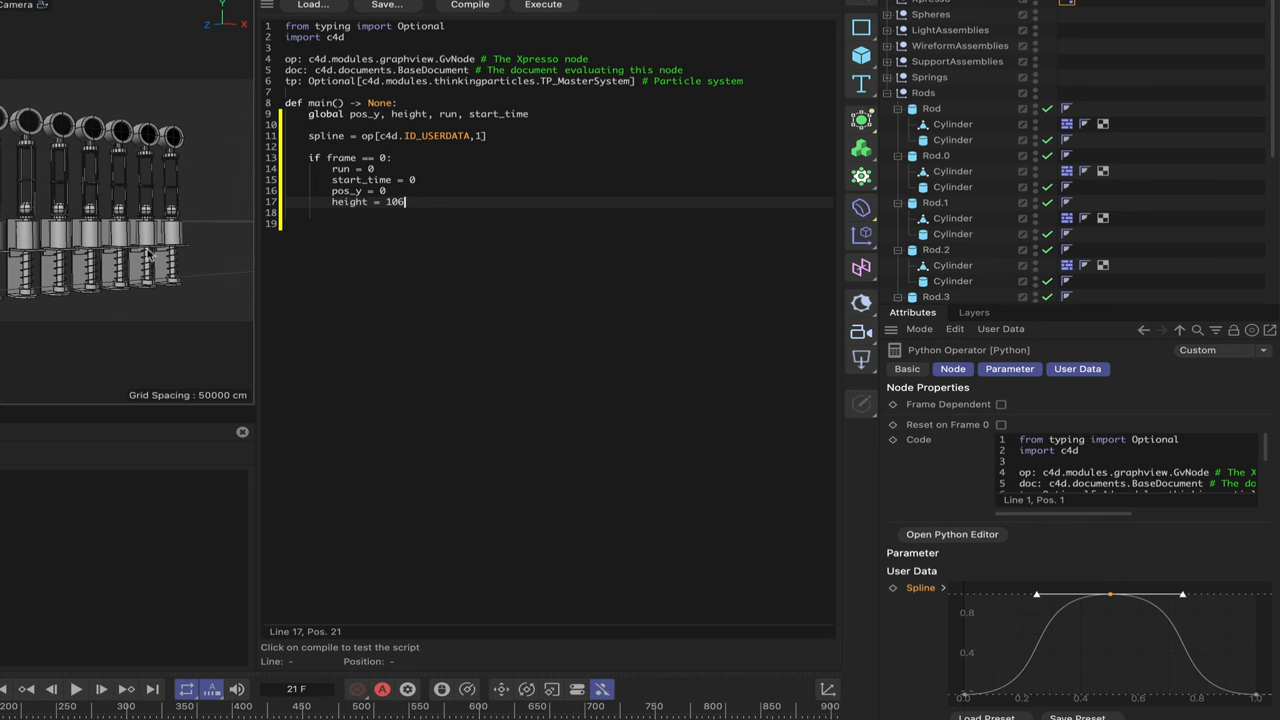 Camera
Y
Z
X
Grid Spacing : 50000 cm
Load...
Save...
Compile
Execute
1 from typing import Optional
2 import c4d
3
4 op: c4d.modules.graphview.GvNode # The Xpresso node
5 doc: c4d.documents.BaseDocument # The document evaluating this node
6 tp: Optional[c4d.modules.thinkingparticles.TP_MasterSystem] # Particle system
7
8 def main() -> None:
9 global pos_y, height, run, start_time
10
11 spline = op[c4d.ID_USERDATA,1]
12
13 if frame == 0:
14 run = 0
15 start_time = 0
16 pos_y = 0
17 height = 106
18
19
Line 17, Pos. 21
Click on compile to test the script
Line: - Position: -
Spheres
LightAssemblies
WireformAssemblies
SupportAssemblies
Springs
Rods
Rod
Cylinder
Cylinder
Rod.0
Cylinder
Cylinder
Rod.1
Cylinder
Cylinder
Rod.2
Cylinder
Cylinder
Rod.3
Attributes Layers
Mode Edit User Data
Python Operator [Python] Custom
Basic Node Parameter User Data
Node Properties
Frame Dependent
Reset on Frame 0
Code
1 from typing import Optional
2 import c4d
3
4 op: c4d.modules.graphview.GvNode # The X
5 doc: c4d.documents.BaseDocument # The do
Line 1, Pos. 1
Open Python Editor
Parameter
User Data
Spline
0.8
0.4
0.2 0.4 0.6 0.8 1.0
Load Preset... Save Preset...
21 F
200 250 300 350 400 450 500 550 600 650 700 750 800 850 900